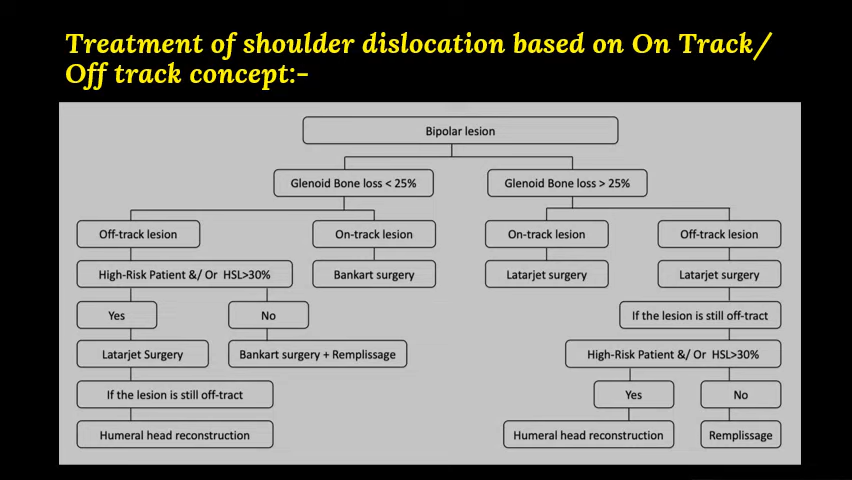 Treatment of shoulder dislocation based on On Track/
Off track concept:-
Bipolar lesion
Glenoid Bone loss < 25%
Glenoid Bone loss > 25%
Off-track lesion
On-track lesion
On-track lesion
Off-track lesion
High-Risk Patient &/ Or HSL>30%
Bankart surgery
Latarjet surgery
Latarjet surgery
Yes
No
If the lesion is still off-tract
Latarjet Surgery
Bankart surgery + Remplissage
High-Risk Patient &/ Or HSL>30%
If the lesion is still off-tract
Yes
No
Humeral head reconstruction
Humeral head reconstruction
Remplissage